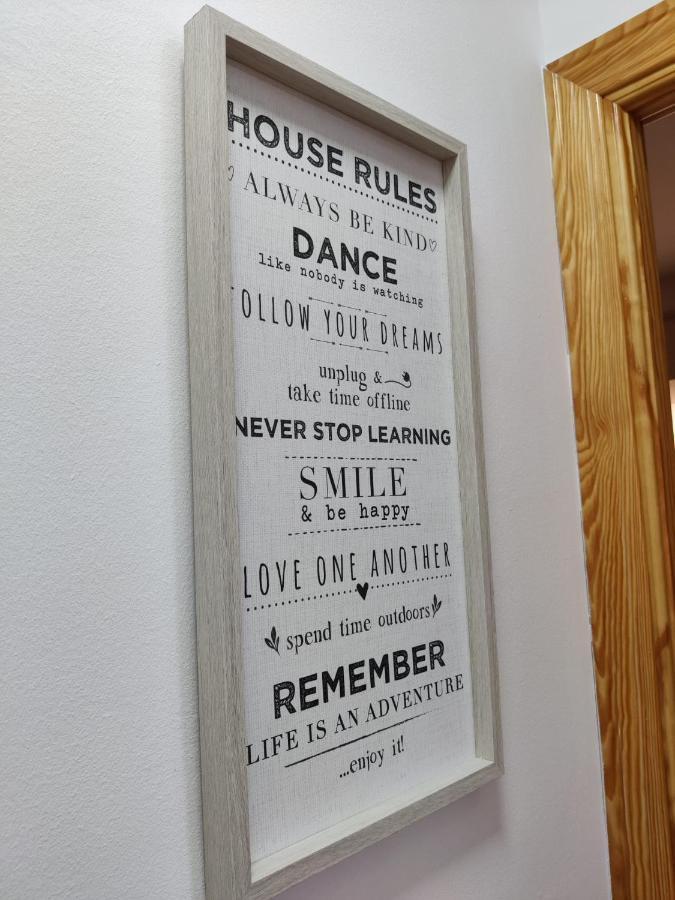 HOUSE RULES
ALWAYS BE KIND
DANCE
like nobody is watching
FOLLOW YOUR DREAMS
unplug &
take time offline
NEVER STOP LEARNING
SMILE
& be happy
LOVE ONE ANOTHER
spend time outdoors
REMEMBER
LIFE IS AN ADVENTURE
...enjoy it!